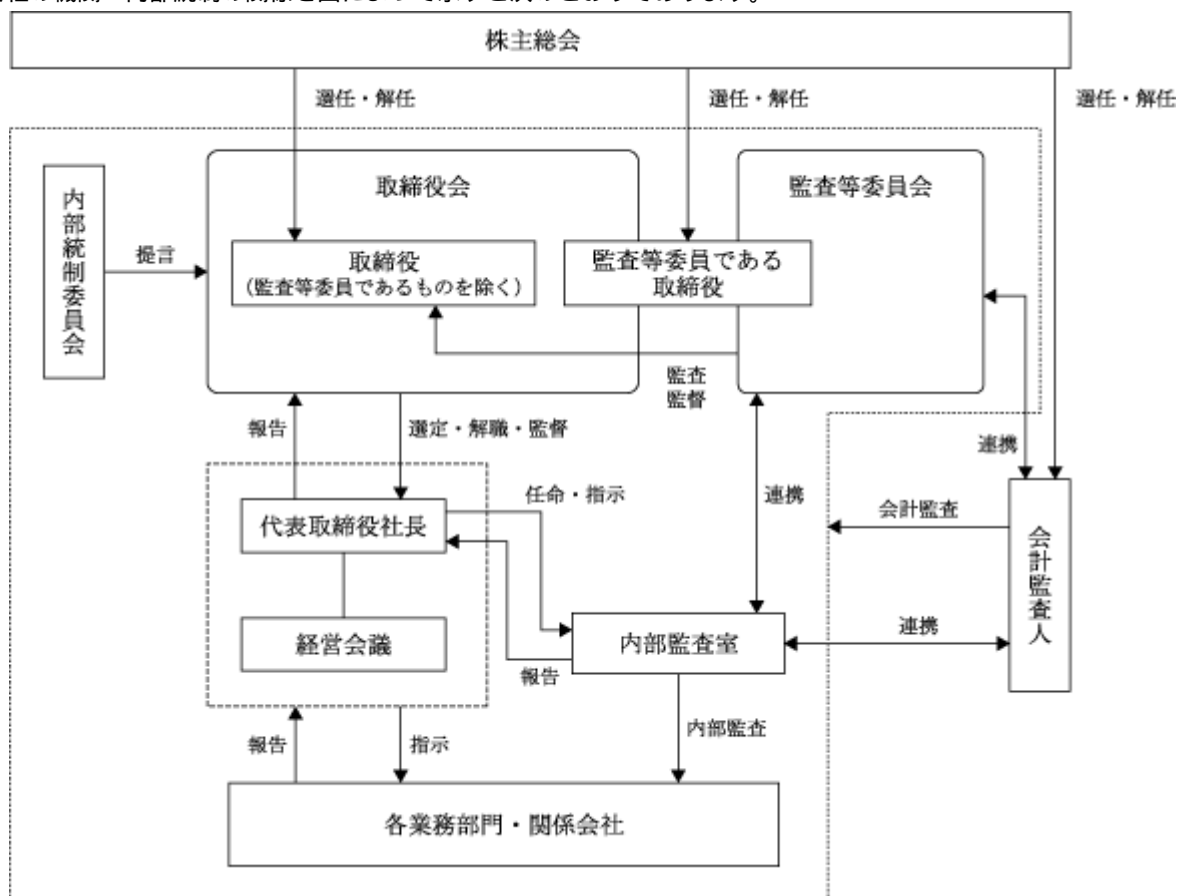 株主総会
選任・解任
選任・解任
選任・解任
取締役会
監査等委員会
内部統制委員会
提言
取締役
(監査等委員であるものを除く)
監査等委員である
取締役
監査
監督
報告
選定・解職・監督
連携
連携
代表取締役社長
任命・指示
会計監査
会計監査人
経営会議
内部監査室
連携
報告
報告
指示
内部監査
各業務部門・関係会社